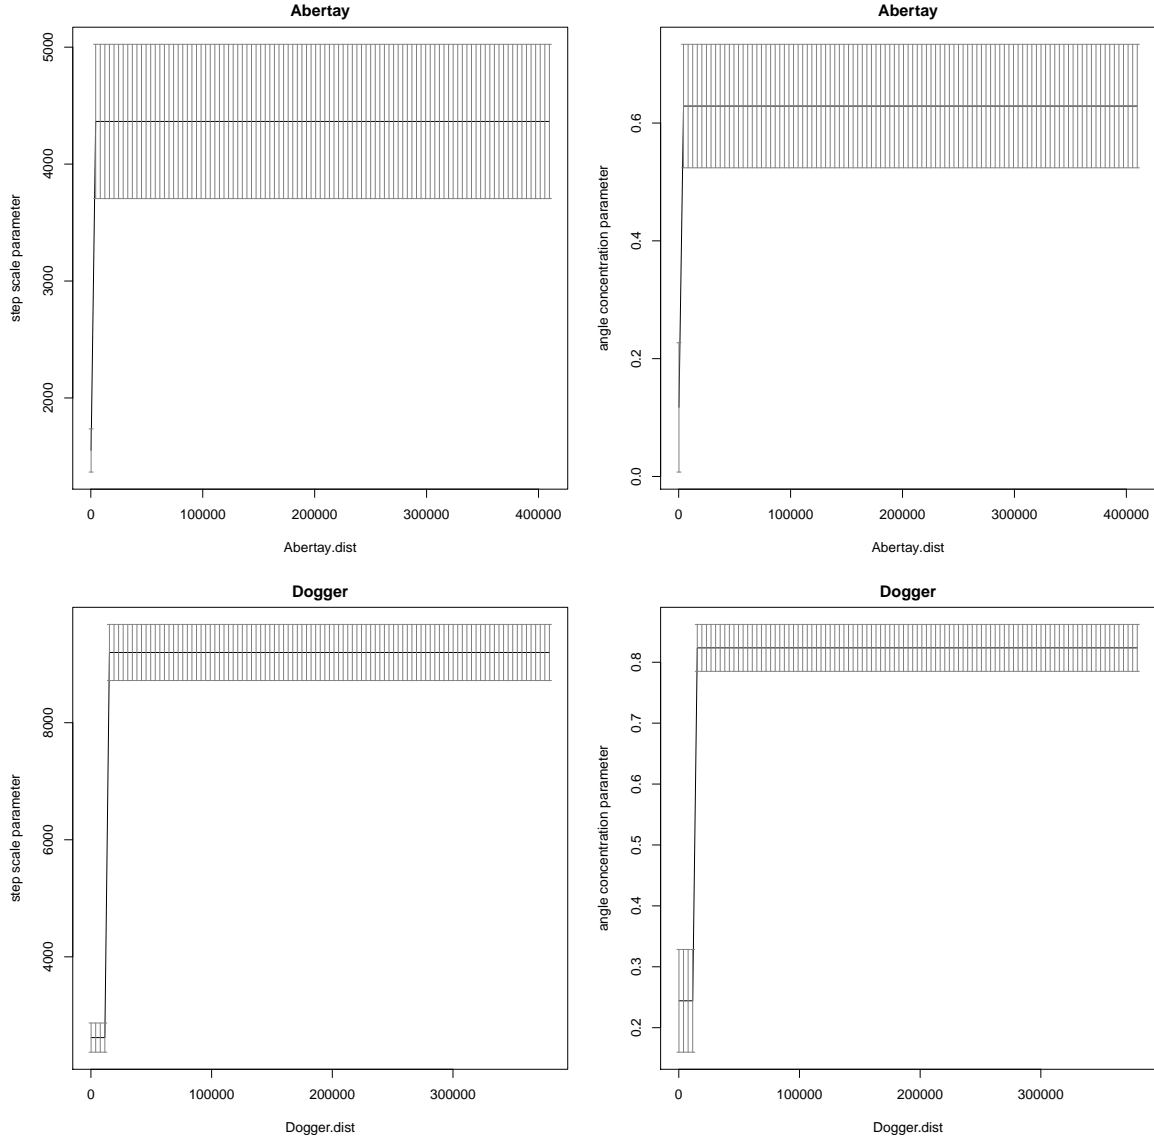 Abertay
step scale parameter
5000
4000
3000
2000
0 100000 200000 300000 400000
Abertay.dist
Abertay
angle concentration parameter
0.6
0.4
0.2
0.0
0 100000 200000 300000 400000
Abertay.dist
Dogger
step scale parameter
8000
6000
4000
0 100000 200000 300000
Dogger.dist
Dogger
angle concentration parameter
0.8
0.7
0.6
0.5
0.4
0.3
0.2
0 100000 200000 300000
Dogger.dist